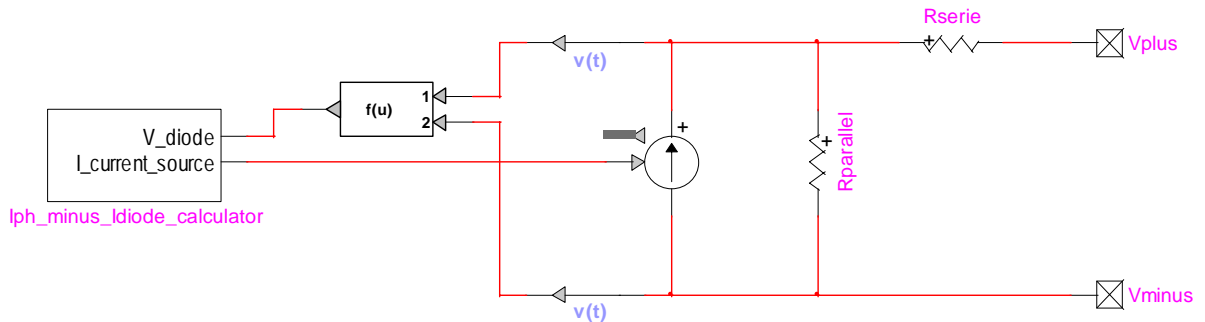 Rserie
+
Vplus
v(t)
f(u)
1
2
V_diode
I_current_source
+
+
Rparallel
Iph_minus_Idiode_calculator
v(t)
Vminus